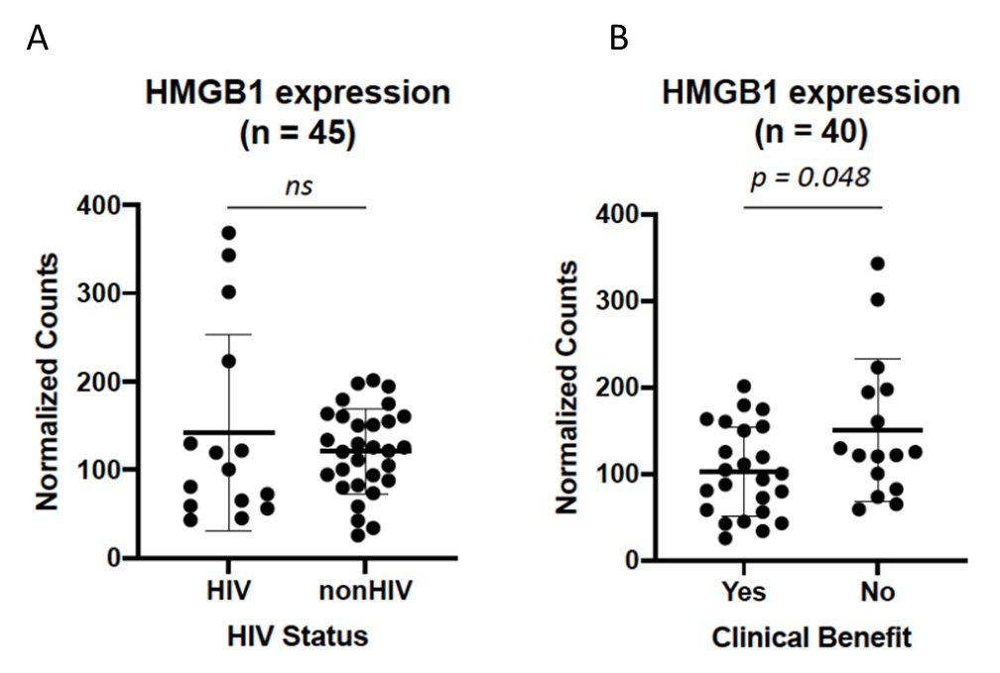 A
HMGB1 expression
(n = 45)
ns
400
300
200
100
0
Normalized Counts
HIV
nonHIV
HIV Status
B
HMGB1 expression
(n = 40)
p = 0.048
400
300
200
100
0
Normalized Counts
Yes
No
Clinical Benefit